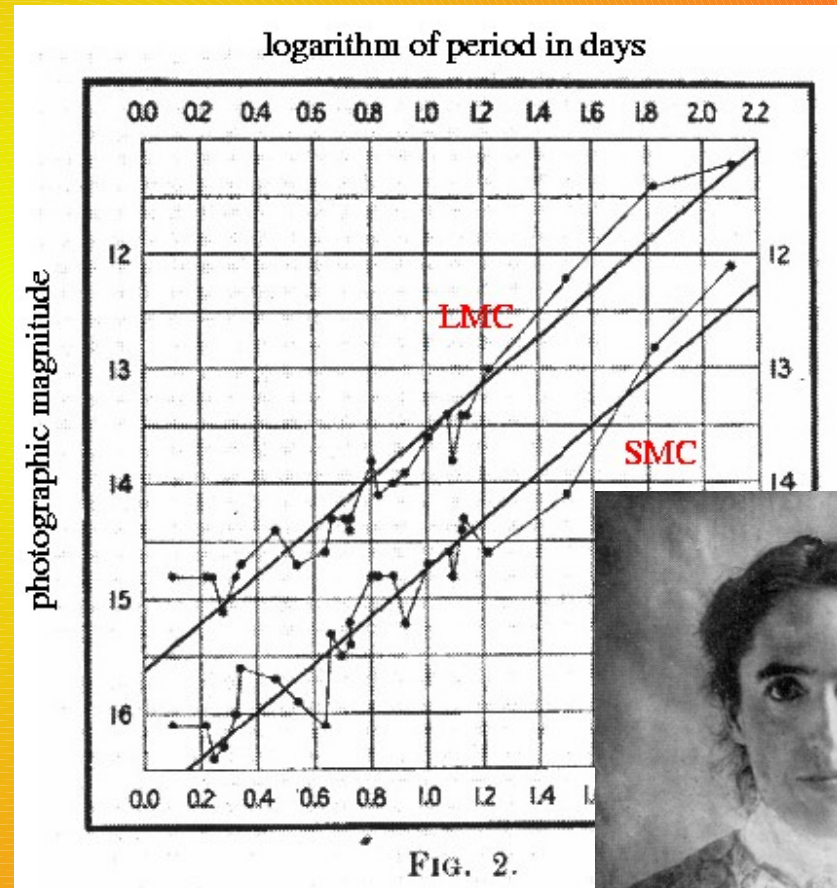 logarithm of period in days
0.0 0.2 0.4 0.6 0.8 1.0 1.2 1.4 1.6 1.8 2.0 2.2
photographic magnitude
12 12
LMC
13 13
SMC
14 14
15
16
0.0 0.2 0.4 0.6 0.8 1.0 1.2 1.4
FIG. 2.